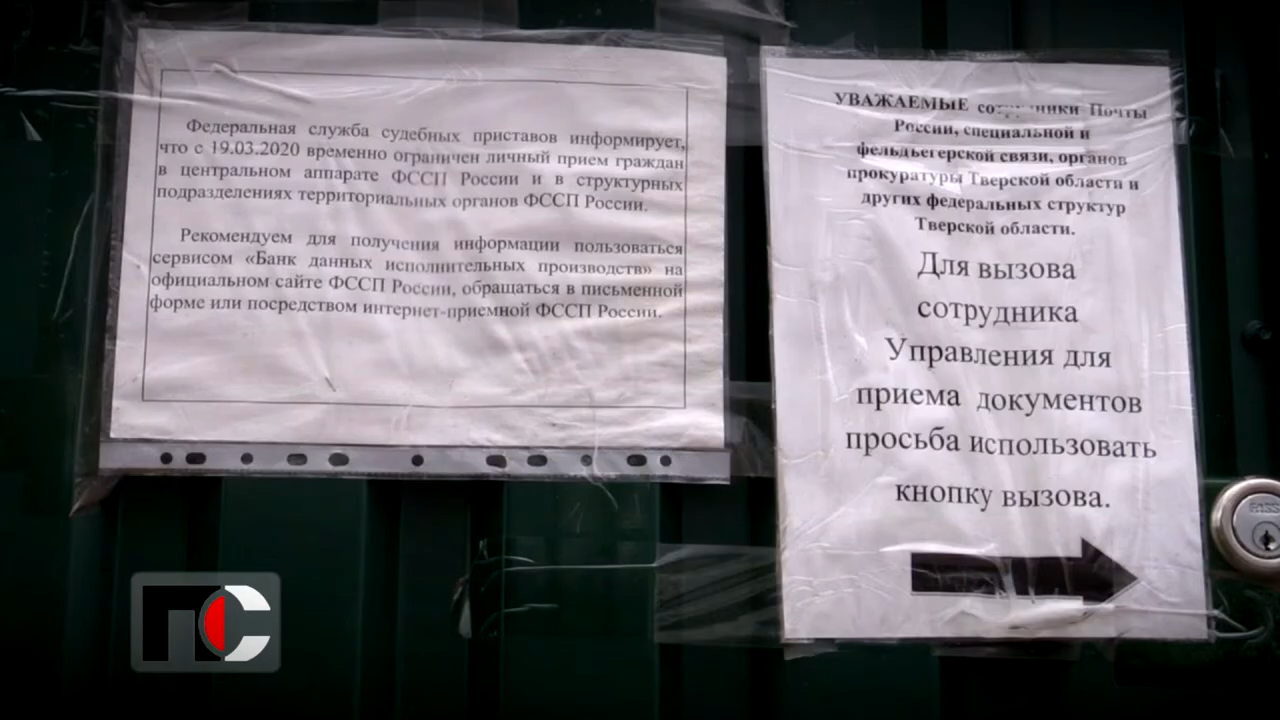 Федеральная служба судебных приставов информирует,
что с 19.03.2020 временно ограничен личный прием граждан
в центральном аппарате ФССП России и в структурных
подразделениях территориальных органов ФССП России.
Рекомендуем для получения информации пользоваться
сервисом «Банк данных исполнительных производств» на
официальном сайте ФССП России, обращаться в письменной
форме или посредством интернет-приемной ФССП России.
УВАЖАЕМЫЕ сотрудники Почты
России, специальной и
фельдъегерской связи, органов
прокуратуры Тверской области и
других федеральных структур
Тверской области.
Для вызова
сотрудника
Управления для
приема документов
просьба использовать
кнопку вызова.
ПС